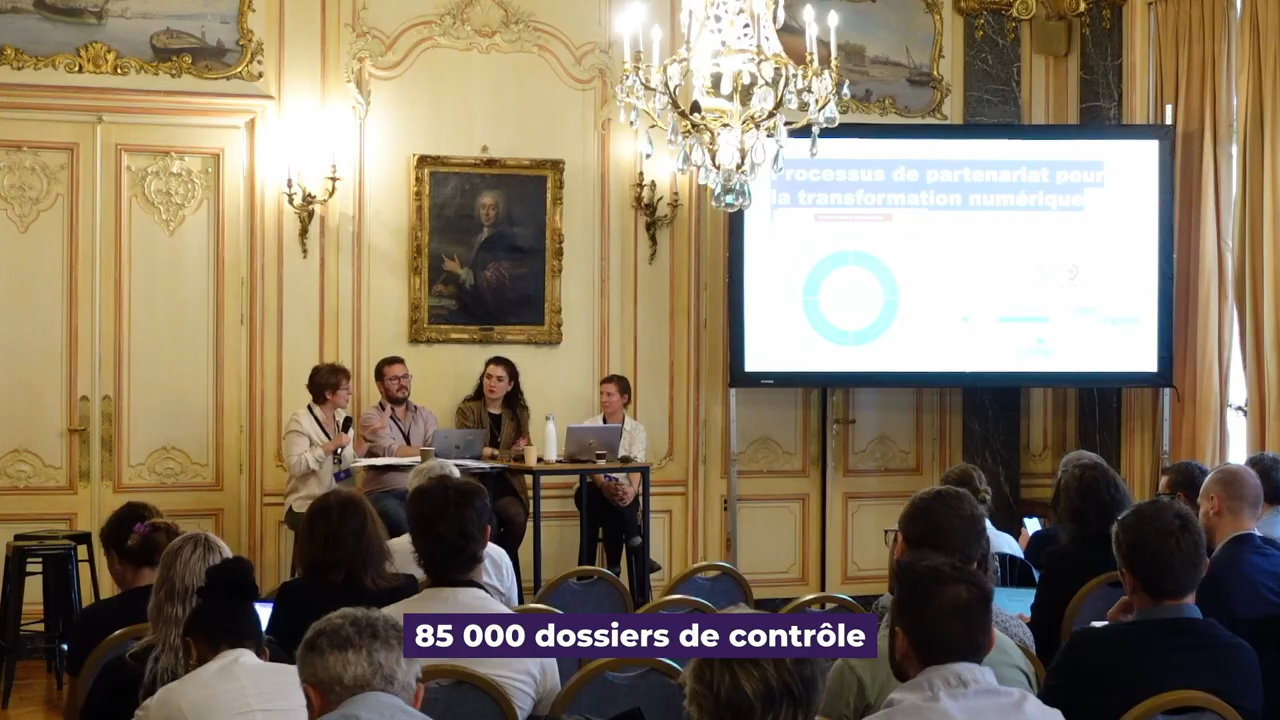 Processus de partenariat pour
la transformation numérique
85 000 dossiers de contrôle